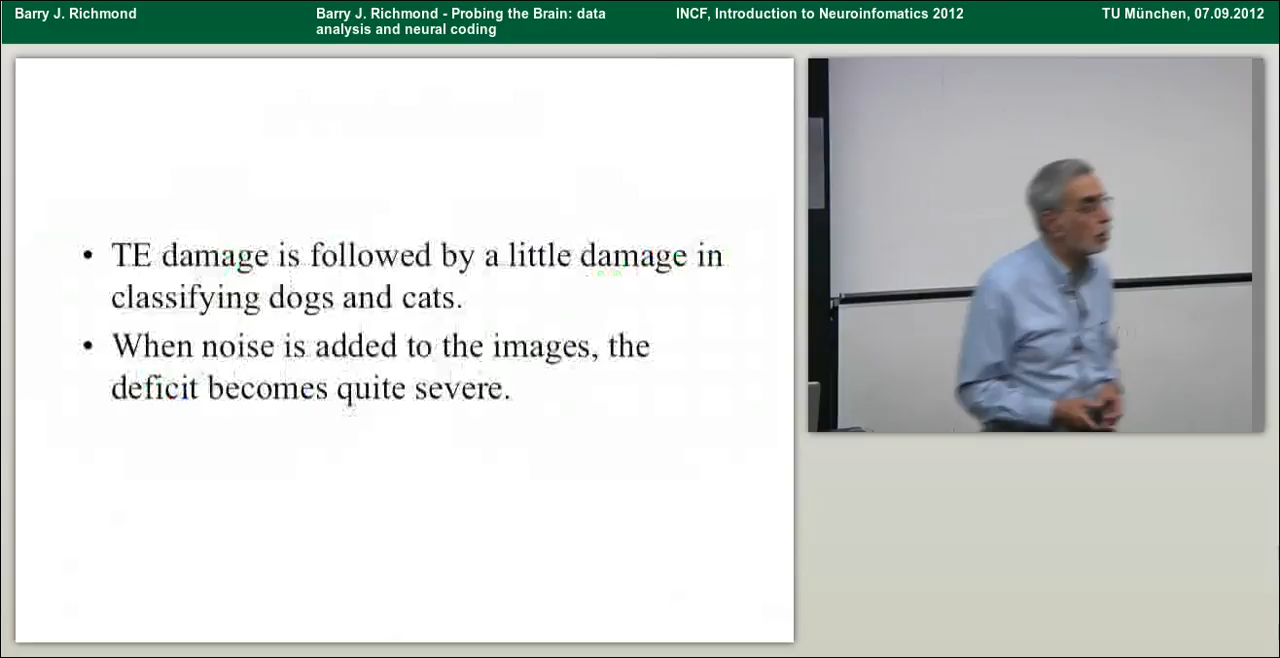 Barry J. Richmond
Barry J. Richmond - Probing the Brain: data
analysis and neural coding
INCF, Introduction to Neuroinfomatics 2012
TU München, 07.09.2012
• TE damage is followed by a little damage in
classifying dogs and cats.
• When noise is added to the images, the
deficit becomes quite severe.